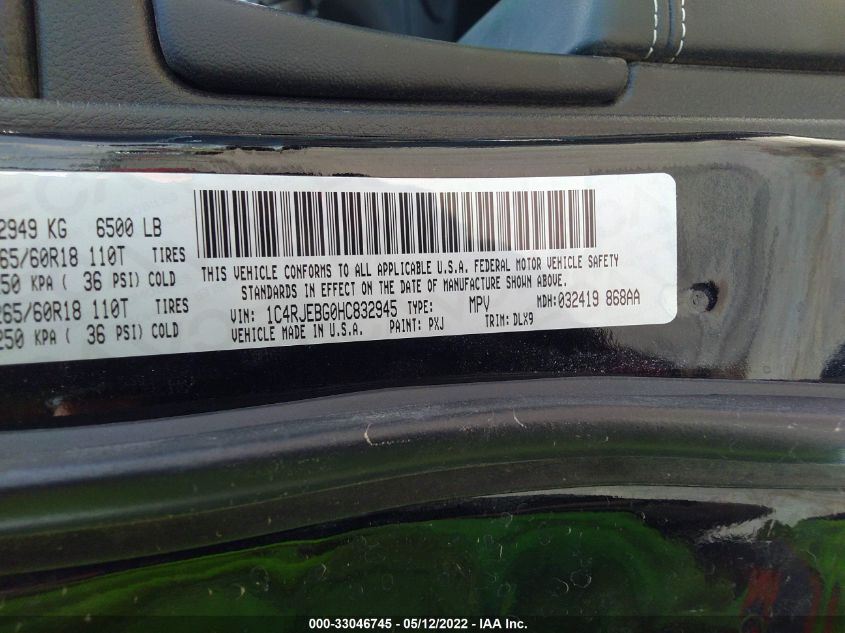 2949 KG 6500 LB
65/60R18 110T TIRES
250 KPA ( 36 PSI) COLD
265/60R18 110T TIRES
250 KPA ( 36 PSI) COLD
THIS VEHICLE CONFORMS TO ALL APPLICABLE U.S.A. FEDERAL MOTOR VEHICLE SAFETY
STANDARDS IN EFFECT ON THE DATE OF MANUFACTURE SHOWN ABOVE.
VIN: 1C4RJEBG0HC832945 TYPE: MPV MDH:032419 868AA
VEHICLE MADE IN U.S.A. PAINT: PXJ TRIM: DLX9
000-33046745 - 05/12/2022 - IAA Inc.